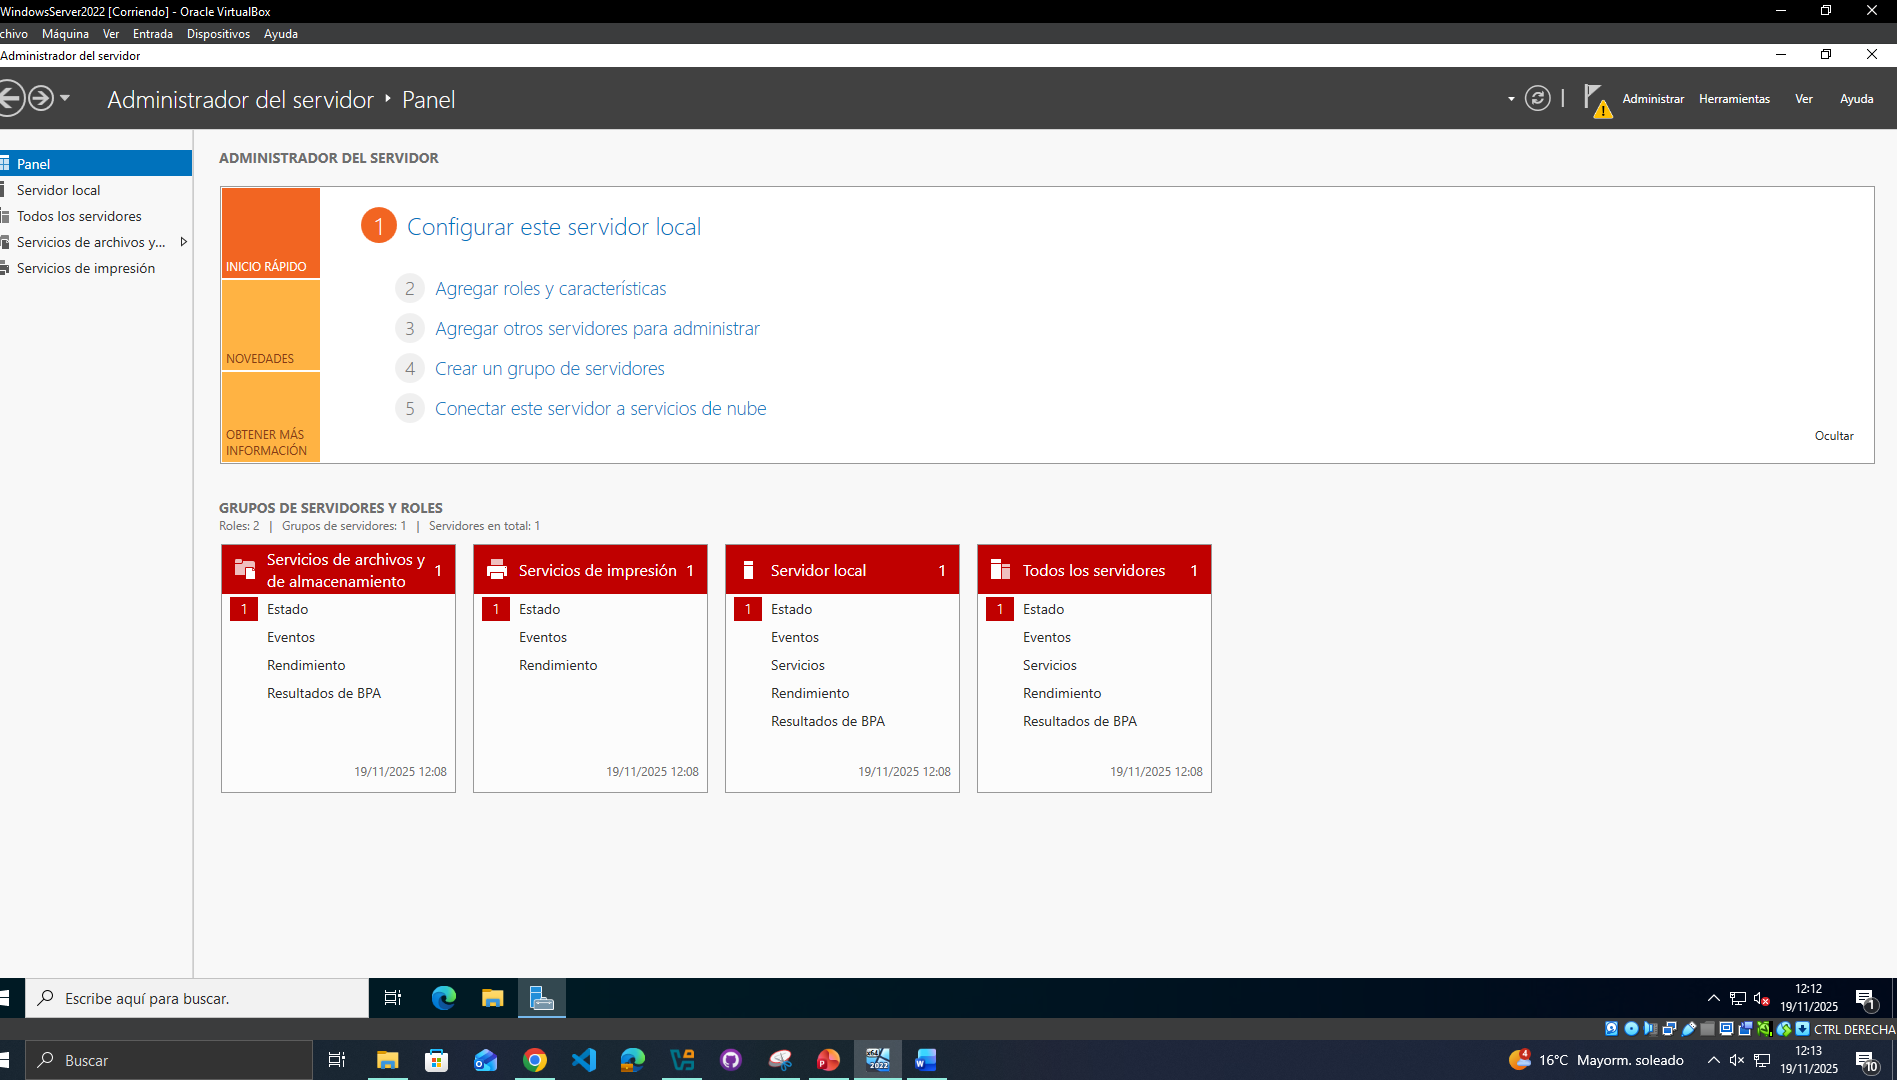 WindowsServer2022 [Corriendo] - Oracle VirtualBox
chivo Máquina Ver Entrada Dispositivos Ayuda
Administrador del servidor
Administrador del servidor Panel
Administrar Herramientas Ver Ayuda
Panel
Servidor local
Todos los servidores
Servicios de archivos y...
Servicios de impresión
ADMINISTRADOR DEL SERVIDOR
INICIO RÁPIDO
NOVEDADES
OBTENER MÁS
INFORMACIÓN
1 Configurar este servidor local
2 Agregar roles y características
3 Agregar otros servidores para administrar
4 Crear un grupo de servidores
5 Conectar este servidor a servicios de nube
Ocultar
GRUPOS DE SERVIDORES Y ROLES
Roles: 2 | Grupos de servidores: 1 | Servidores en total: 1
Servicios de archivos y
de almacenamiento 1
1 Estado
Eventos
Rendimiento
Resultados de BPA
19/11/2025 12:08
Servicios de impresión 1
1 Estado
Eventos
Rendimiento
19/11/2025 12:08
Servidor local 1
1 Estado
Eventos
Servicios
Rendimiento
Resultados de BPA
19/11/2025 12:08
Todos los servidores 1
1 Estado
Eventos
Servicios
Rendimiento
Resultados de BPA
19/11/2025 12:08
Escribe aquí para buscar.
12:12
19/11/2025
1
CTRL DERECHA
Buscar
x64
2022
4
16°C Mayorm. soleado
12:13
19/11/2025
10